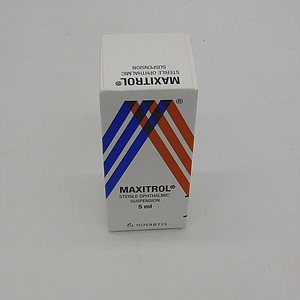 MAXITROL®
STERILE OPHTHALMIC
SUSPENSION
®
MAXITROL®
STERILE OPHTHALMIC
SUSPENSION
5 ml
NOVARTIS